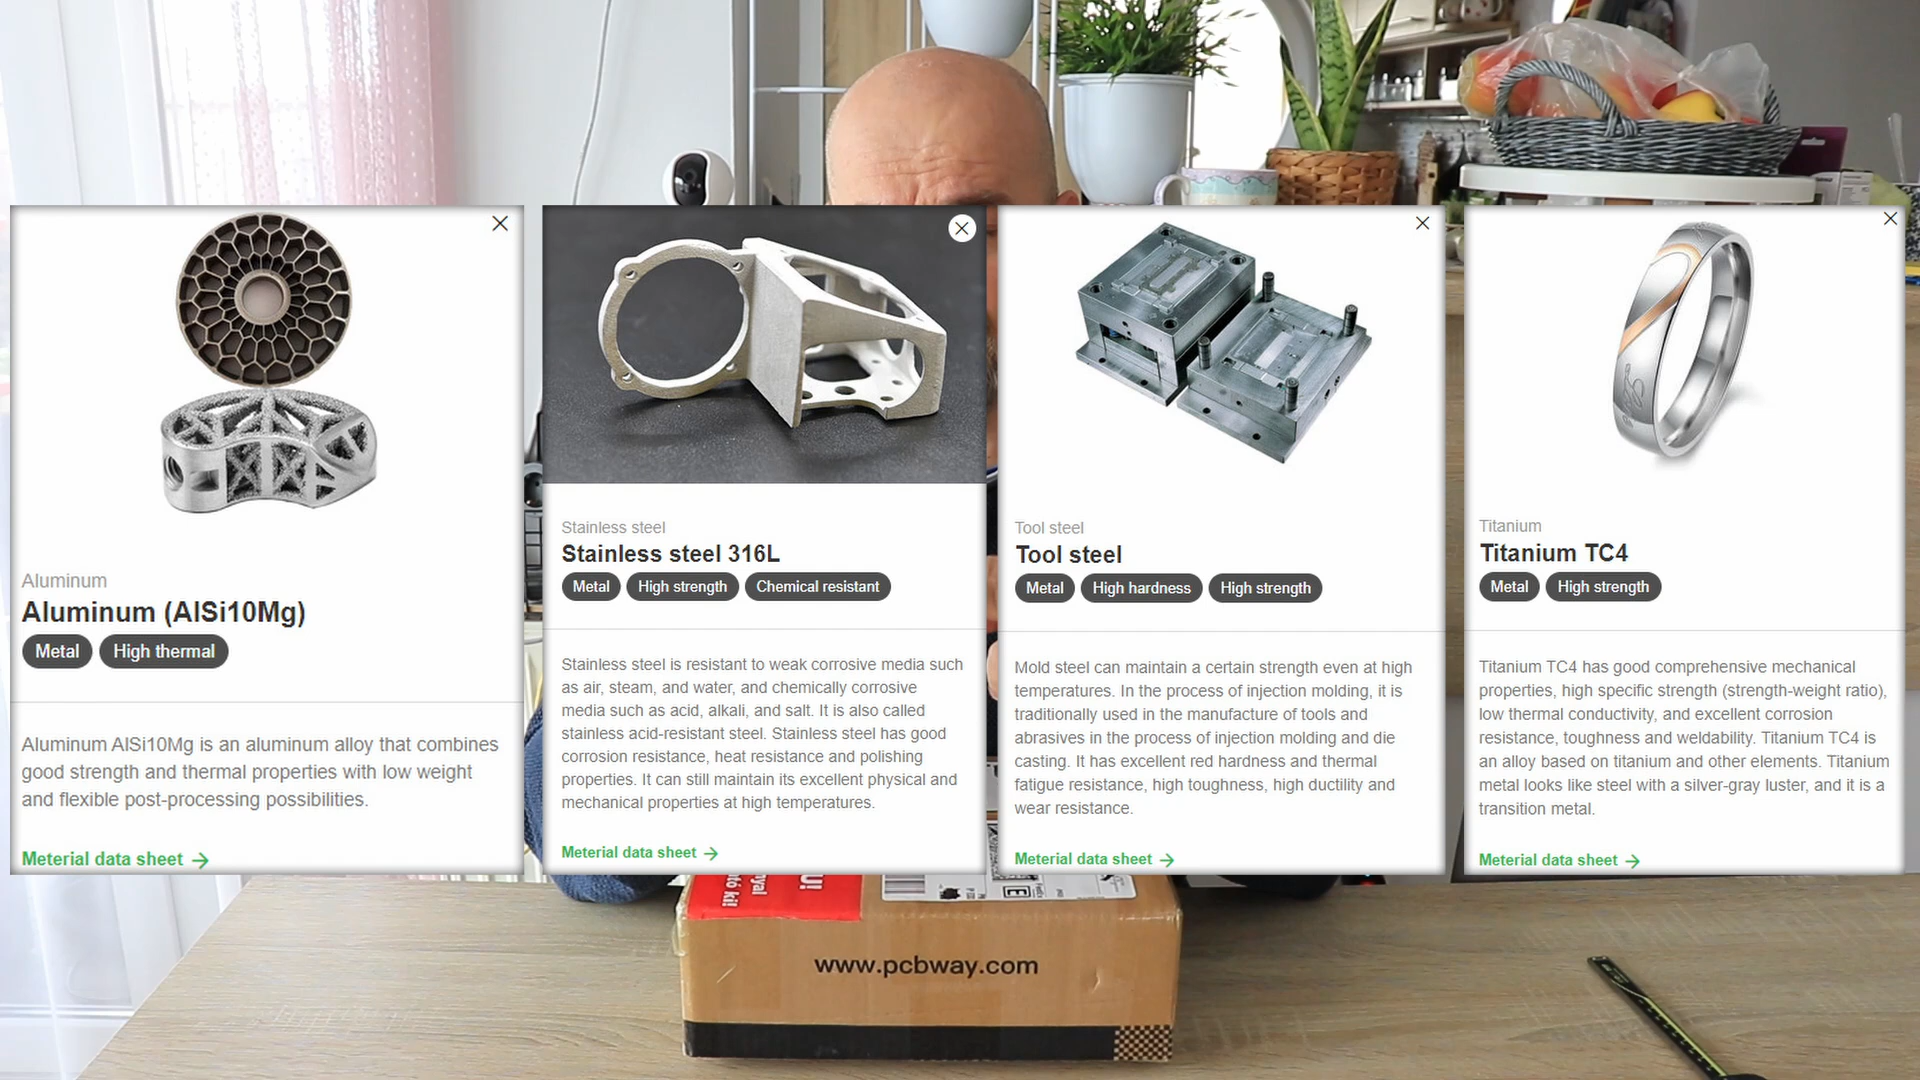 Aluminum
Aluminum (AlSi10Mg)
Metal High thermal
Aluminum AlSi10Mg is an aluminum alloy that combines
good strength and thermal properties with low weight
and flexible post-processing possibilities.
Meterial data sheet
Stainless steel
Stainless steel 316L
Metal High strength Chemical resistant
Stainless steel is resistant to weak corrosive media such
as air, steam, and water, and chemically corrosive
media such as acid, alkali, and salt. It is also called
stainless acid-resistant steel. Stainless steel has good
corrosion resistance, heat resistance and polishing
properties. It can still maintain its excellent physical and
mechanical properties at high temperatures.
Meterial data sheet
Tool steel
Tool steel
Metal High hardness High strength
Mold steel can maintain a certain strength even at high
temperatures. In the process of injection molding, it is
traditionally used in the manufacture of tools and
abrasives in the process of injection molding and die
casting. It has excellent red hardness and thermal
fatigue resistance, high toughness, high ductility and
wear resistance.
Meterial data sheet
Titanium
Titanium TC4
Metal High strength
Titanium TC4 has good comprehensive mechanical
properties, high specific strength (strength-weight ratio),
low thermal conductivity, and excellent corrosion
resistance, toughness and weldability. Titanium TC4 is
an alloy based on titanium and other elements. Titanium
metal looks like steel with a silver-gray luster, and it is a
transition metal.
Meterial data sheet
www.pcbway.com